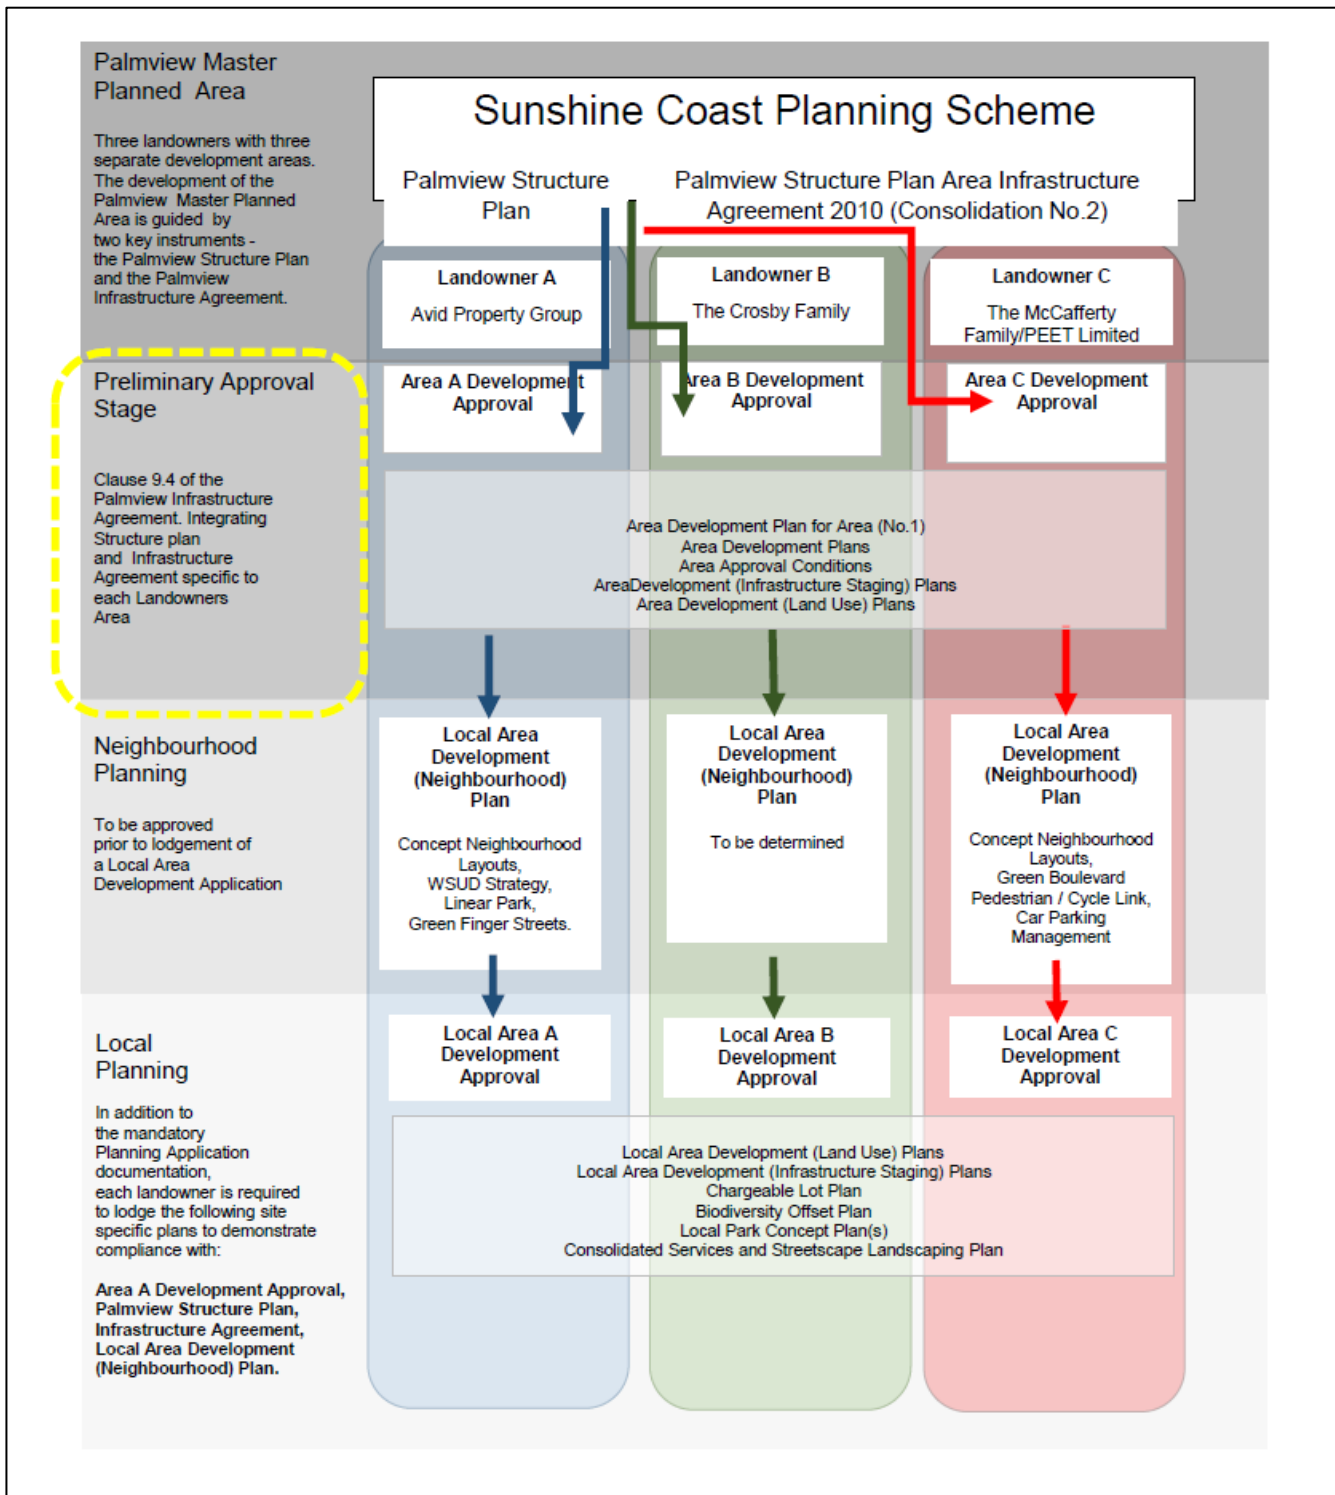 Palmview Master
Planned Area
Three landowners with three
separate development areas.
The development of the
Palmview Master Planned
Area is guided by
two key instruments -
the Palmview Structure Plan
and the Palmview
Infrastructure Agreement.
Sunshine Coast Planning Scheme
Palmview Structure
Plan
Palmview Structure Plan Area Infrastructure
Agreement 2010 (Consolidation No.2)
Landowner A
Avid Property Group
Landowner B
The Crosby Family
Landowner C
The McCafferty
Family/PEET Limited
Preliminary Approval
Stage
Clause 9.4 of the
Palmview Infrastructure
Agreement. Integrating
Structure plan
and Infrastructure
Agreement specific to
each Landowners
Area
Area A Development
Approval
Area B Development
Approval
Area C Development
Approval
Area Development Plan for Area (No.1)
Area Development Plans
Area Approval Conditions
AreaDevelopment (Infrastructure Staging) Plans
Area Development (Land Use) Plans
Neighbourhood
Planning
To be approved
prior to lodgement of
a Local Area
Development Application
Local Area
Development
(Neighbourhood)
Plan
Concept Neighbourhood
Layouts,
WSUD Strategy,
Linear Park,
Green Finger Streets.
Local Area
Development
(Neighbourhood)
Plan
To be determined
Local Area
Development
(Neighbourhood)
Plan
Concept Neighbourhood
Layouts,
Green Boulevard
Pedestrian / Cycle Link,
Car Parking
Management
Local
Planning
In addition to
the mandatory
Planning Application
documentation,
each landowner is required
to lodge the following site
specific plans to demonstrate
compliance with:
Area A Development Approval,
Palmview Structure Plan,
Infrastructure Agreement,
Local Area Development
(Neighbourhood) Plan.
Local Area A
Development
Approval
Local Area B
Development
Approval
Local Area C
Development
Approval
Local Area Development (Land Use) Plans
Local Area Development (Infrastructure Staging) Plans
Chargeable Lot Plan
Biodiversity Offset Plan
Local Park Concept Plan(s)
Consolidated Services and Streetscape Landscaping Plan